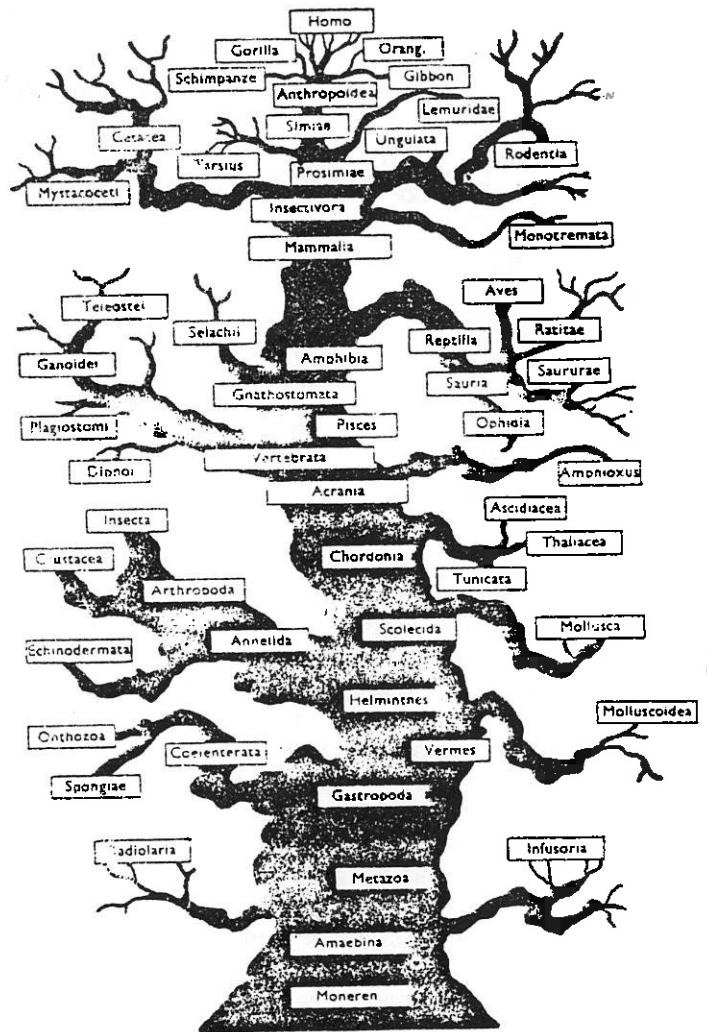 Homo
Gorilla
Orang.
Schimpanze
Gibbon
Anthropoidea
Lemuridae
Simiae
Cetacea
Ungulata
Tarsius
Rodentia
Prosimiae
Mystacoceti
Insectivora
Monotremata
Mammalia
Aves
Teleostei
Selachii
Ratitae
Reptilia
Ganoidei
Amphibia
Saururae
Sauria
Gnathostomata
Plagiostomi
Pisces
Ophidia
Vertebrata
Dipnoi
Amphioxus
Acrania
Ascidiacea
Insecta
Thaliacea
Chordonia
Crustacea
Tunicata
Arthropoda
Scolecida
Mollusca
Annelida
Echinodermata
Helminthes
Molluscoidea
Onthozoa
Coelenterata
Vermes
Spongiae
Gastropoda
Radiolaria
Infusoria
Metazoa
Amaebina
Moneren